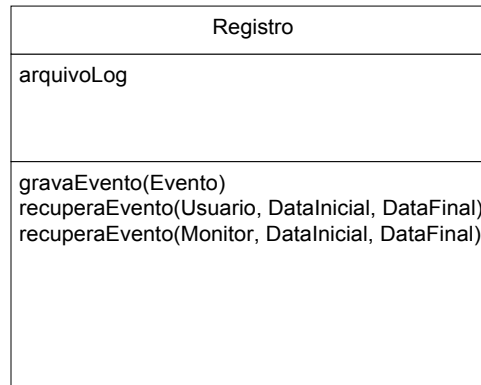 Registro
arquivoLog
gravaEvento(Evento)
recuperaEvento(Usuario, DataInicial, DataFinal)
recuperaEvento(Monitor, DataInicial, DataFinal)